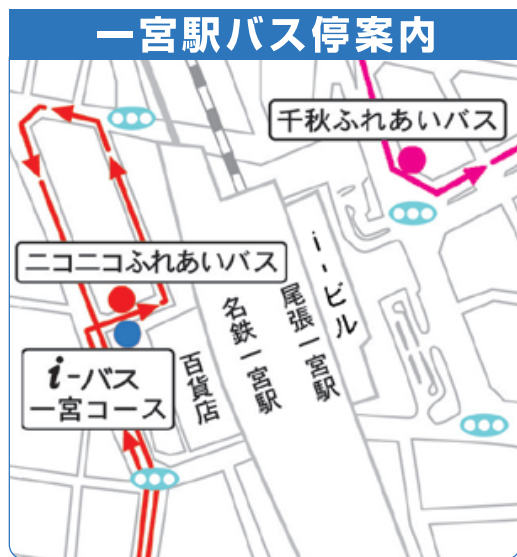 一宮駅バス停案内
千秋ふれあいバス
ニコニコふれあいバス
i-バス
一宮コース
百貨店
名鉄一宮駅
尾張一宮駅
i-ビル